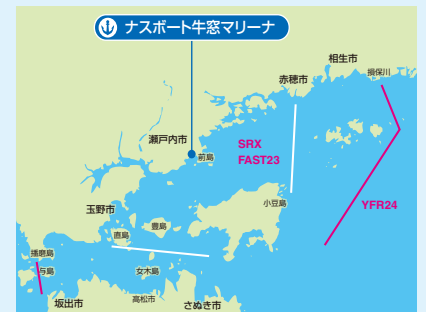 ナスボート牛窓マリーナ
相生市
揖保川
赤穂市
瀬戸内市
前島
SRX
FAST23
小豆島
YFR24
玉野市
豊島
直島
播磨島
与島
女木島
坂出市
高松市
さぬき市